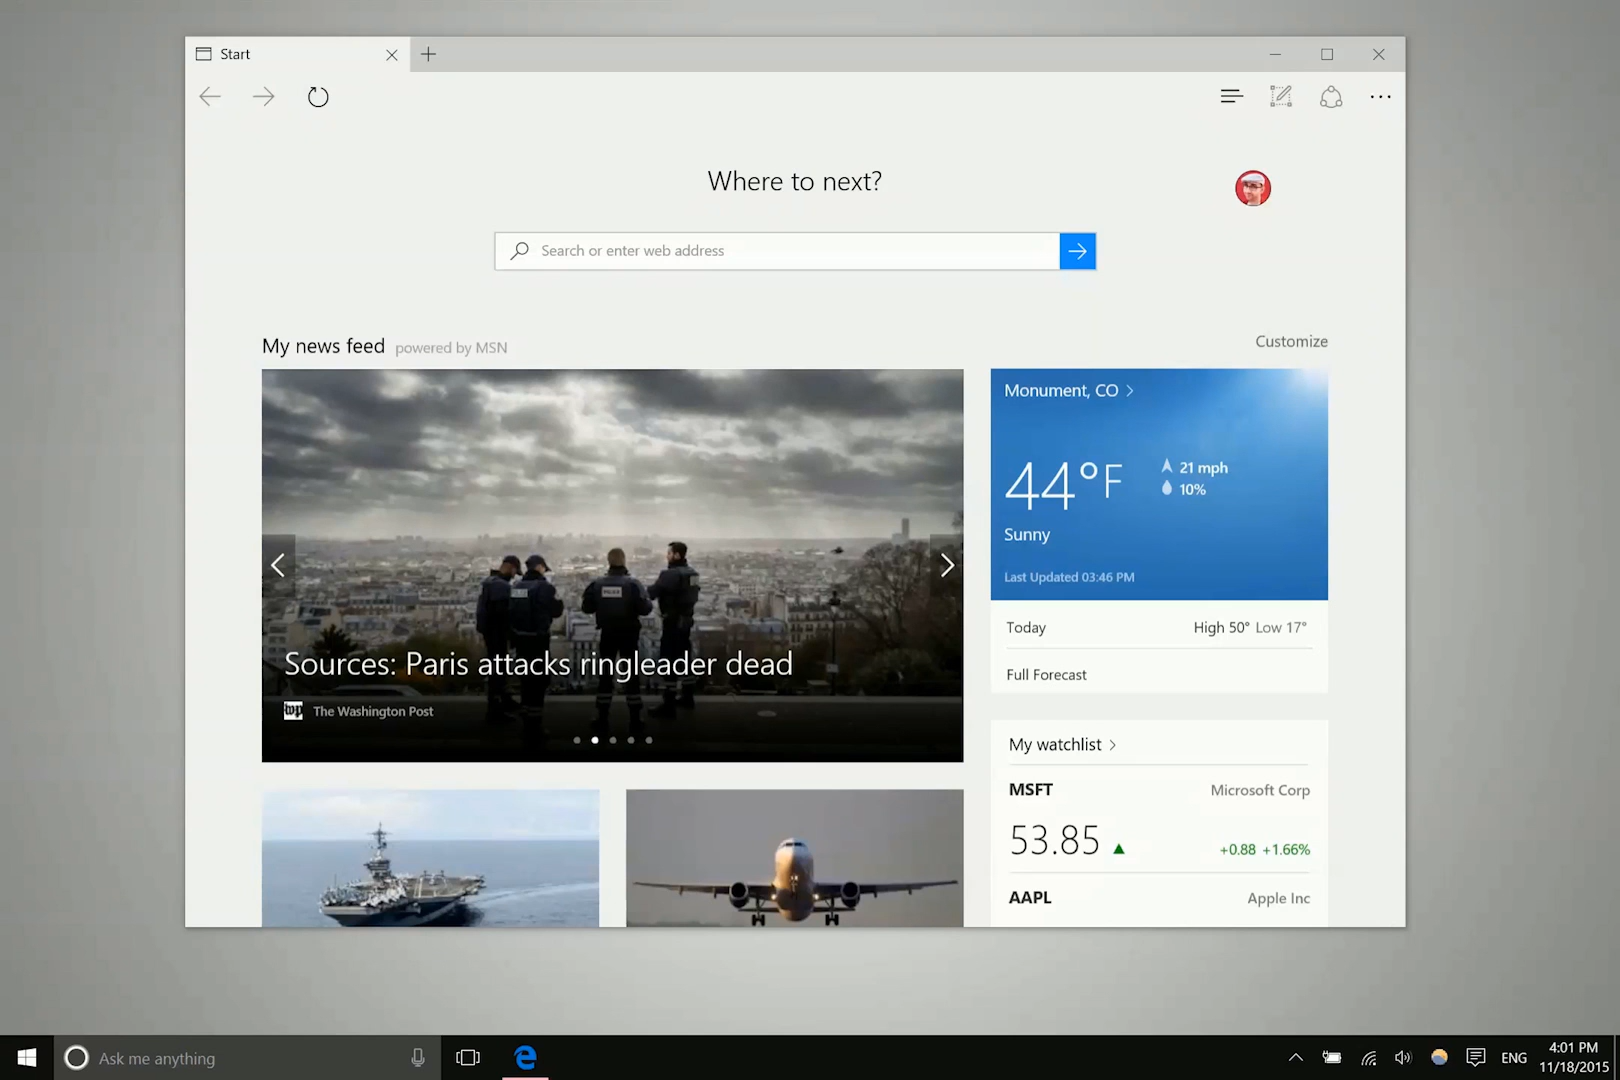 Start
Where to next?
Search or enter web address
My news feed powered by MSN
Customize
Sources: Paris attacks ringleader dead
wp The Washington Post
POLICE
Monument, CO
44°F
21 mph
10%
Sunny
Last Updated 03:46 PM
Today High 50° Low 17°
Full Forecast
My watchlist
MSFT Microsoft Corp
53.85 +0.88 +1.66%
AAPL Apple Inc
Ask me anything
ENG
4:01 PM
11/18/2015